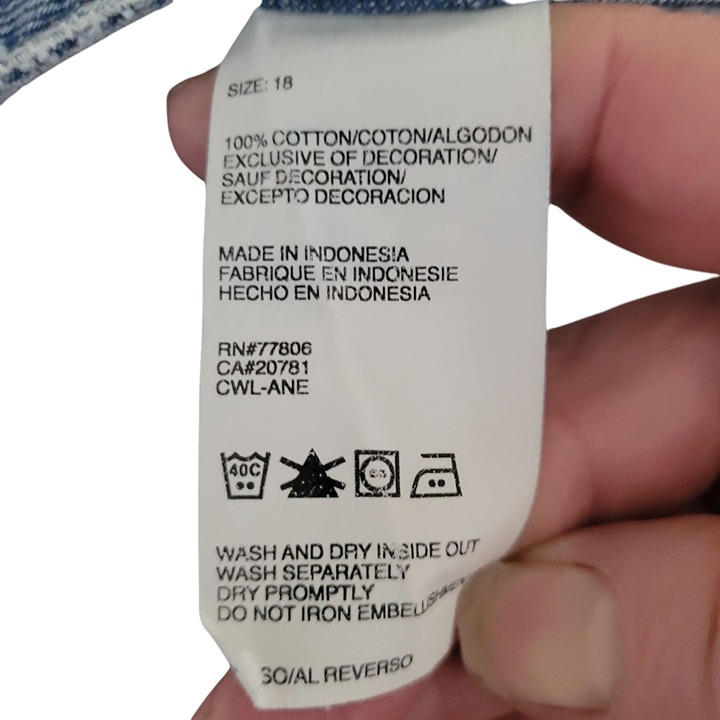 SIZE: 18
100% COTTON/COTON/ALGODON
EXCLUSIVE OF DECORATION/
SAUF DECORATION/
EXCEPTO DECORACION
MADE IN INDONESIA
FABRIQUE EN INDONESIE
HECHO EN INDONESIA
RN#77806
CA#20781
CWL-ANE
40C
WASH AND DRY INSIDE OUT
WASH SEPARATELY
DRY PROMPTLY
DO NOT IRON EMBELLISHMEN
SO/AL REVERSO